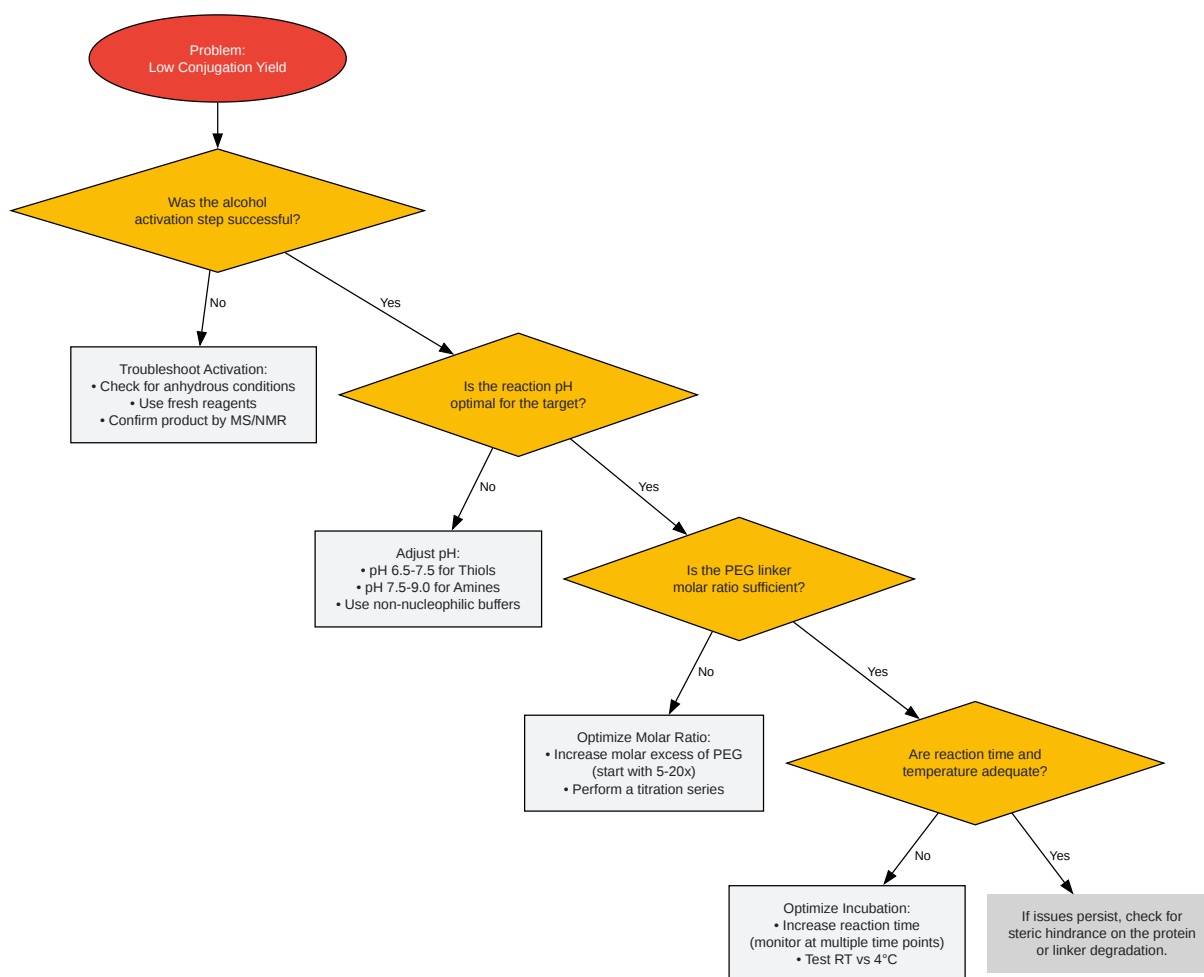 Problem:
Low Conjugation Yield
Was the alcohol
activation step successful?
No
Yes
Troubleshoot Activation:
• Check for anhydrous conditions
• Use fresh reagents
• Confirm product by MS/NMR
Is the reaction pH
optimal for the target?
No
Yes
Adjust pH:
• pH 6.5-7.5 for Thiols
• pH 7.5-9.0 for Amines
• Use non-nucleophilic buffers
Is the PEG linker
molar ratio sufficient?
No
Yes
Optimize Molar Ratio:
• Increase molar excess of PEG
(start with 5-20x)
• Perform a titration series
Are reaction time and
temperature adequate?
No
Yes
Optimize Incubation:
• Increase reaction time
(monitor at multiple time points)
• Test RT vs 4°C
If issues persist, check for
steric hindrance on the protein
or linker degradation.